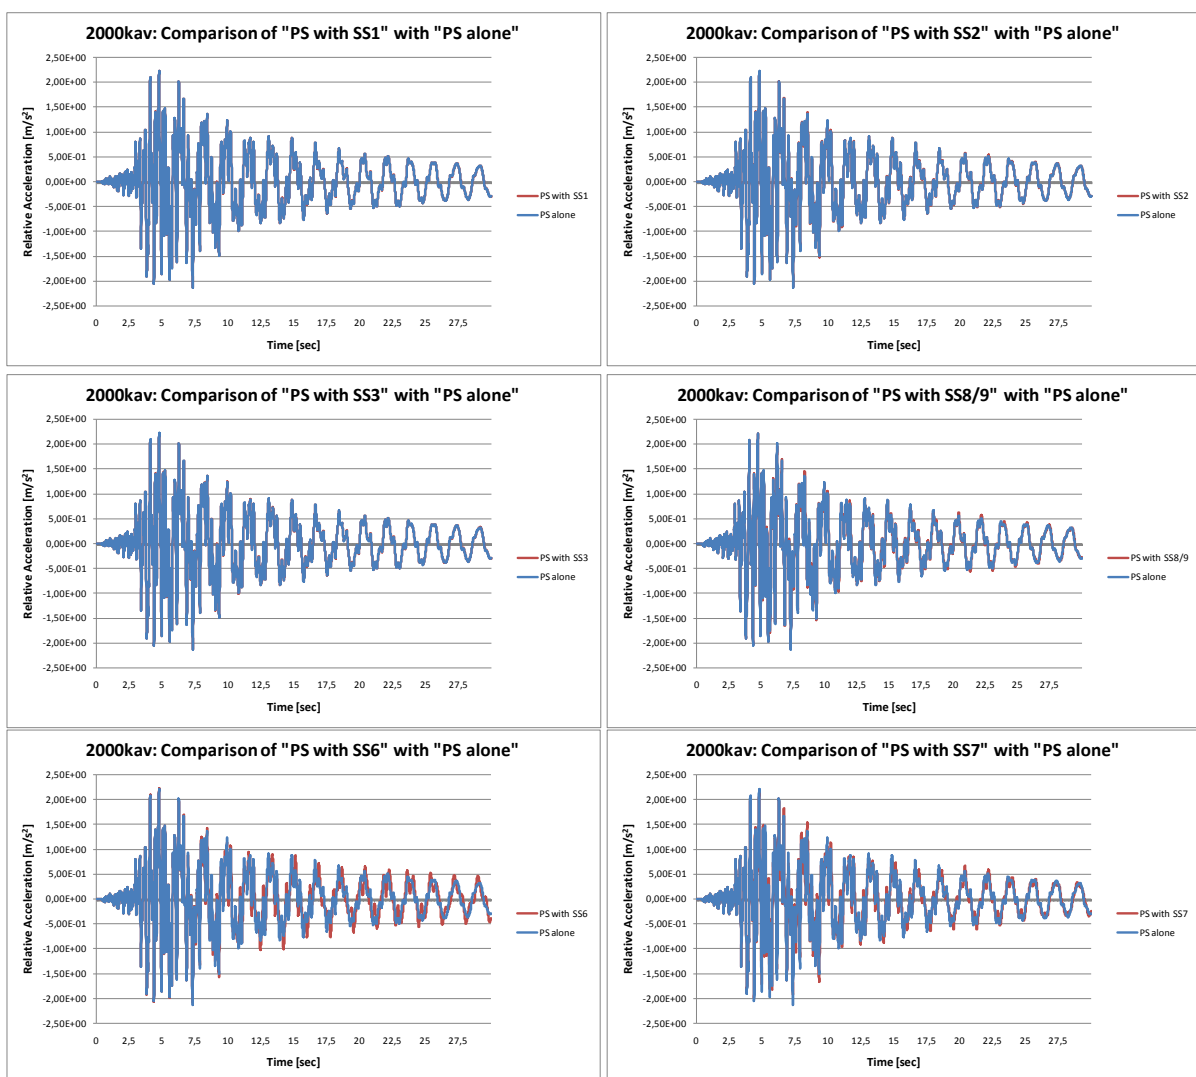 2000kav: Comparison of "PS with SS1" with "PS alone"
Relative Acceleration [m/s²]
2,50E+00
2,00E+00
1,50E+00
1,00E+00
5,00E-01
0,00E+00
-5,00E-01
-1,00E+00
-1,50E+00
-2,00E+00
-2,50E+00
0 2,5 5 7,5 10 12,5 15 17,5 20 22,5 25 27,5
Time [sec]
PS with SS1
PS alone
2000kav: Comparison of "PS with SS2" with "PS alone"
Relative Acceleration [m/s²]
2,50E+00
2,00E+00
1,50E+00
1,00E+00
5,00E-01
0,00E+00
-5,00E-01
-1,00E+00
-1,50E+00
-2,00E+00
-2,50E+00
0 2,5 5 7,5 10 12,5 15 17,5 20 22,5 25 27,5
Time [sec]
PS with SS2
PS alone
2000kav: Comparison of "PS with SS3" with "PS alone"
Relative Acceleration [m/s²]
2,50E+00
2,00E+00
1,50E+00
1,00E+00
5,00E-01
0,00E+00
-5,00E-01
-1,00E+00
-1,50E+00
-2,00E+00
-2,50E+00
0 2,5 5 7,5 10 12,5 15 17,5 20 22,5 25 27,5
Time [sec]
PS with SS3
PS alone
2000kav: Comparison of "PS with SS8/9" with "PS alone"
Relative Acceleration [m/s²]
2,50E+00
2,00E+00
1,50E+00
1,00E+00
5,00E-01
0,00E+00
-5,00E-01
-1,00E+00
-1,50E+00
-2,00E+00
-2,50E+00
0 2,5 5 7,5 10 12,5 15 17,5 20 22,5 25 27,5
Time [sec]
PS with SS8/9
PS alone
2000kav: Comparison of "PS with SS6" with "PS alone"
Relative Acceleration [m/s²]
2,50E+00
2,00E+00
1,50E+00
1,00E+00
5,00E-01
0,00E+00
-5,00E-01
-1,00E+00
-1,50E+00
-2,00E+00
-2,50E+00
0 2,5 5 7,5 10 12,5 15 17,5 20 22,5 25 27,5
Time [sec]
PS with SS6
PS alone
2000kav: Comparison of "PS with SS7" with "PS alone"
Relative Acceleration [m/s²]
2,50E+00
2,00E+00
1,50E+00
1,00E+00
5,00E-01
0,00E+00
-5,00E-01
-1,00E+00
-1,50E+00
-2,00E+00
-2,50E+00
0 2,5 5 7,5 10 12,5 15 17,5 20 22,5 25 27,5
Time [sec]
PS with SS7
PS alone